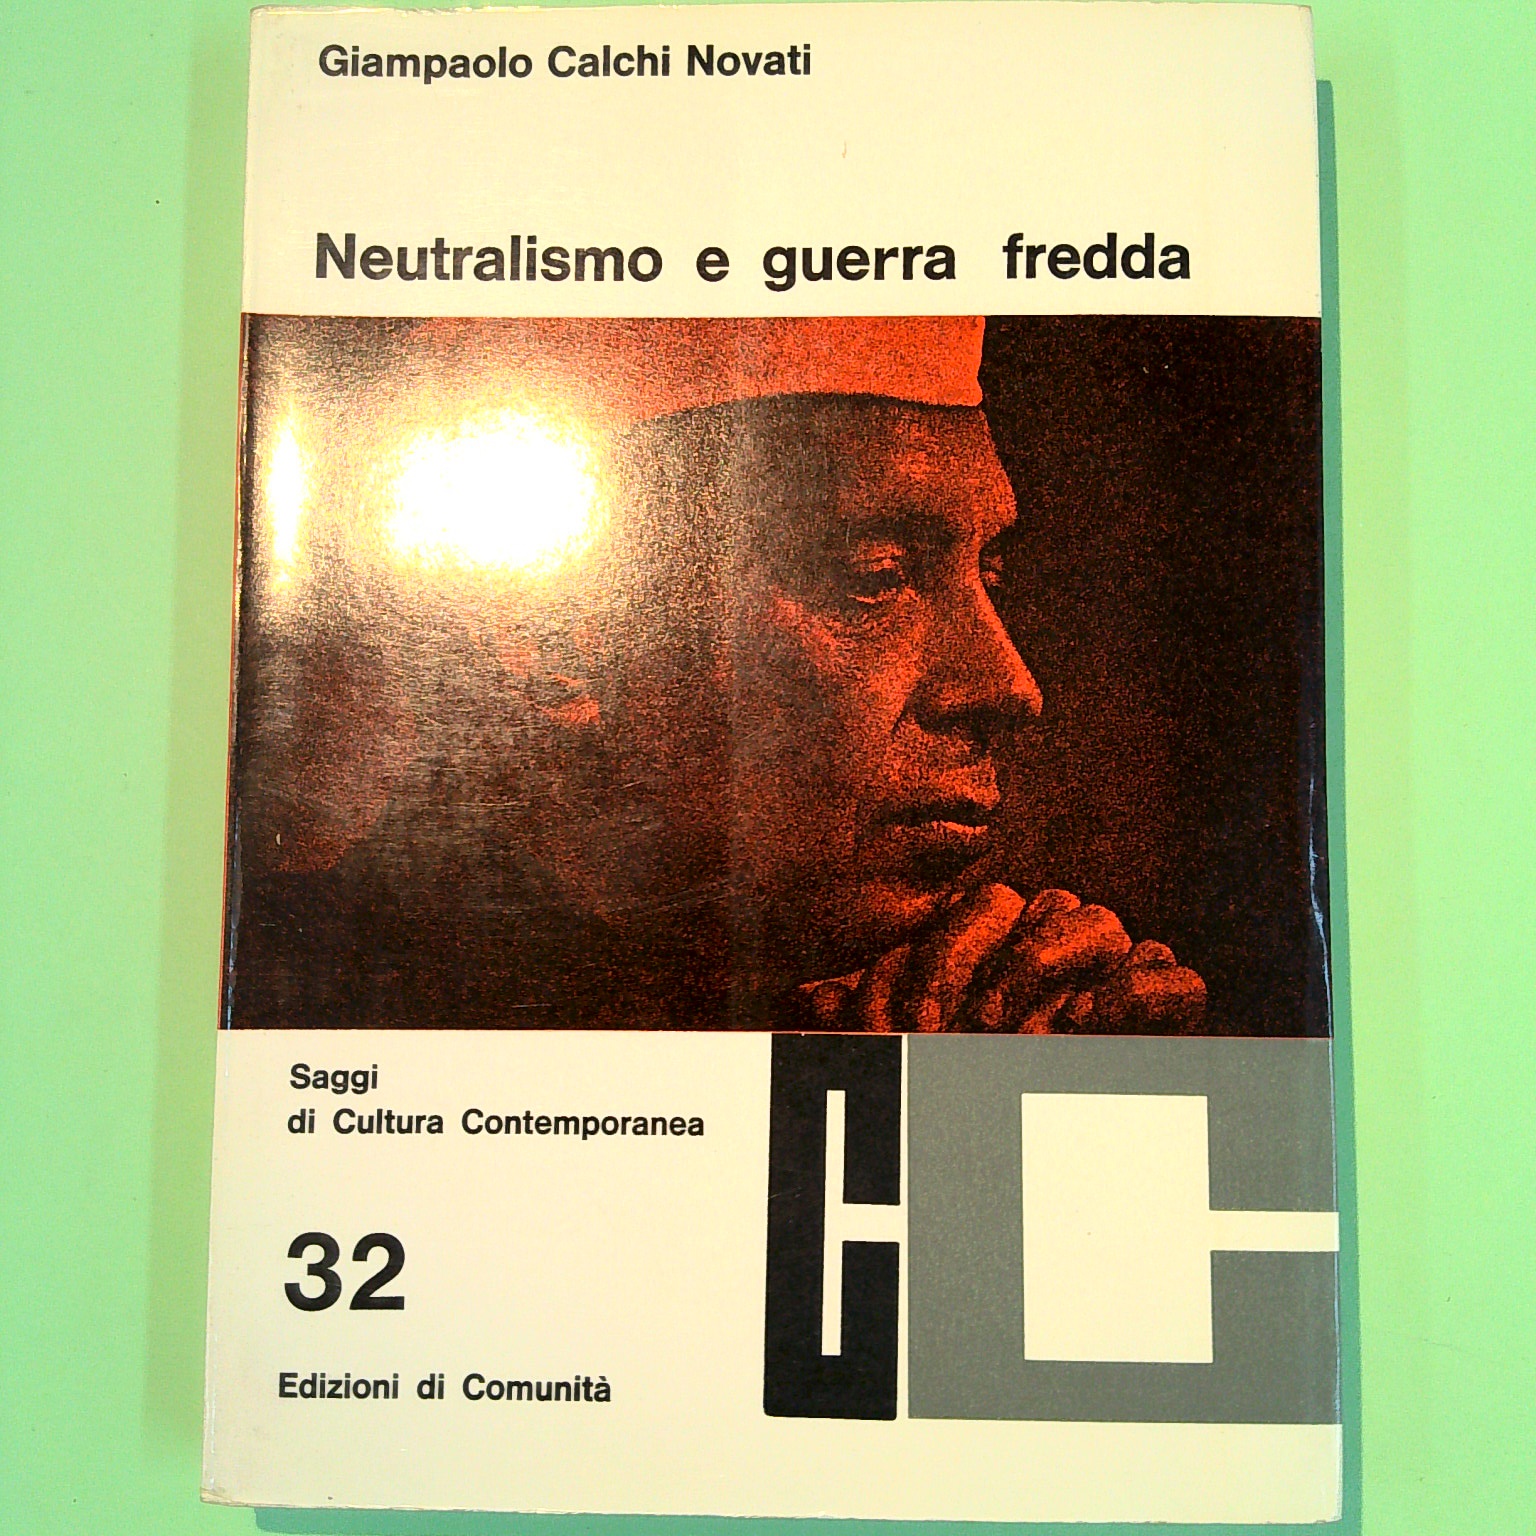 Giampaolo Calchi Novati
Neutralismo e guerra fredda
Saggi
di Cultura Contemporanea
32
Edizioni di Comunità